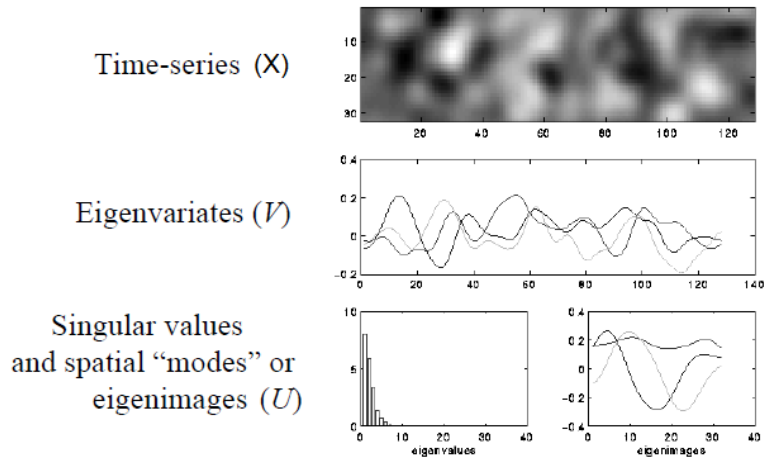 Time-series (X)
10
20
30
20 40 60 80 100 120
Eigenvariates (V)
0.4
0.2
0
-0.2
0 20 40 60 80 100 120 140
Singular values
and spatial “modes” or
eigenimages (U)
10
5
0
0 10 20 30 40
eigenvalues
0.4
0.2
0
-0.2
-0.4
0 10 20 30 40
eigenimages